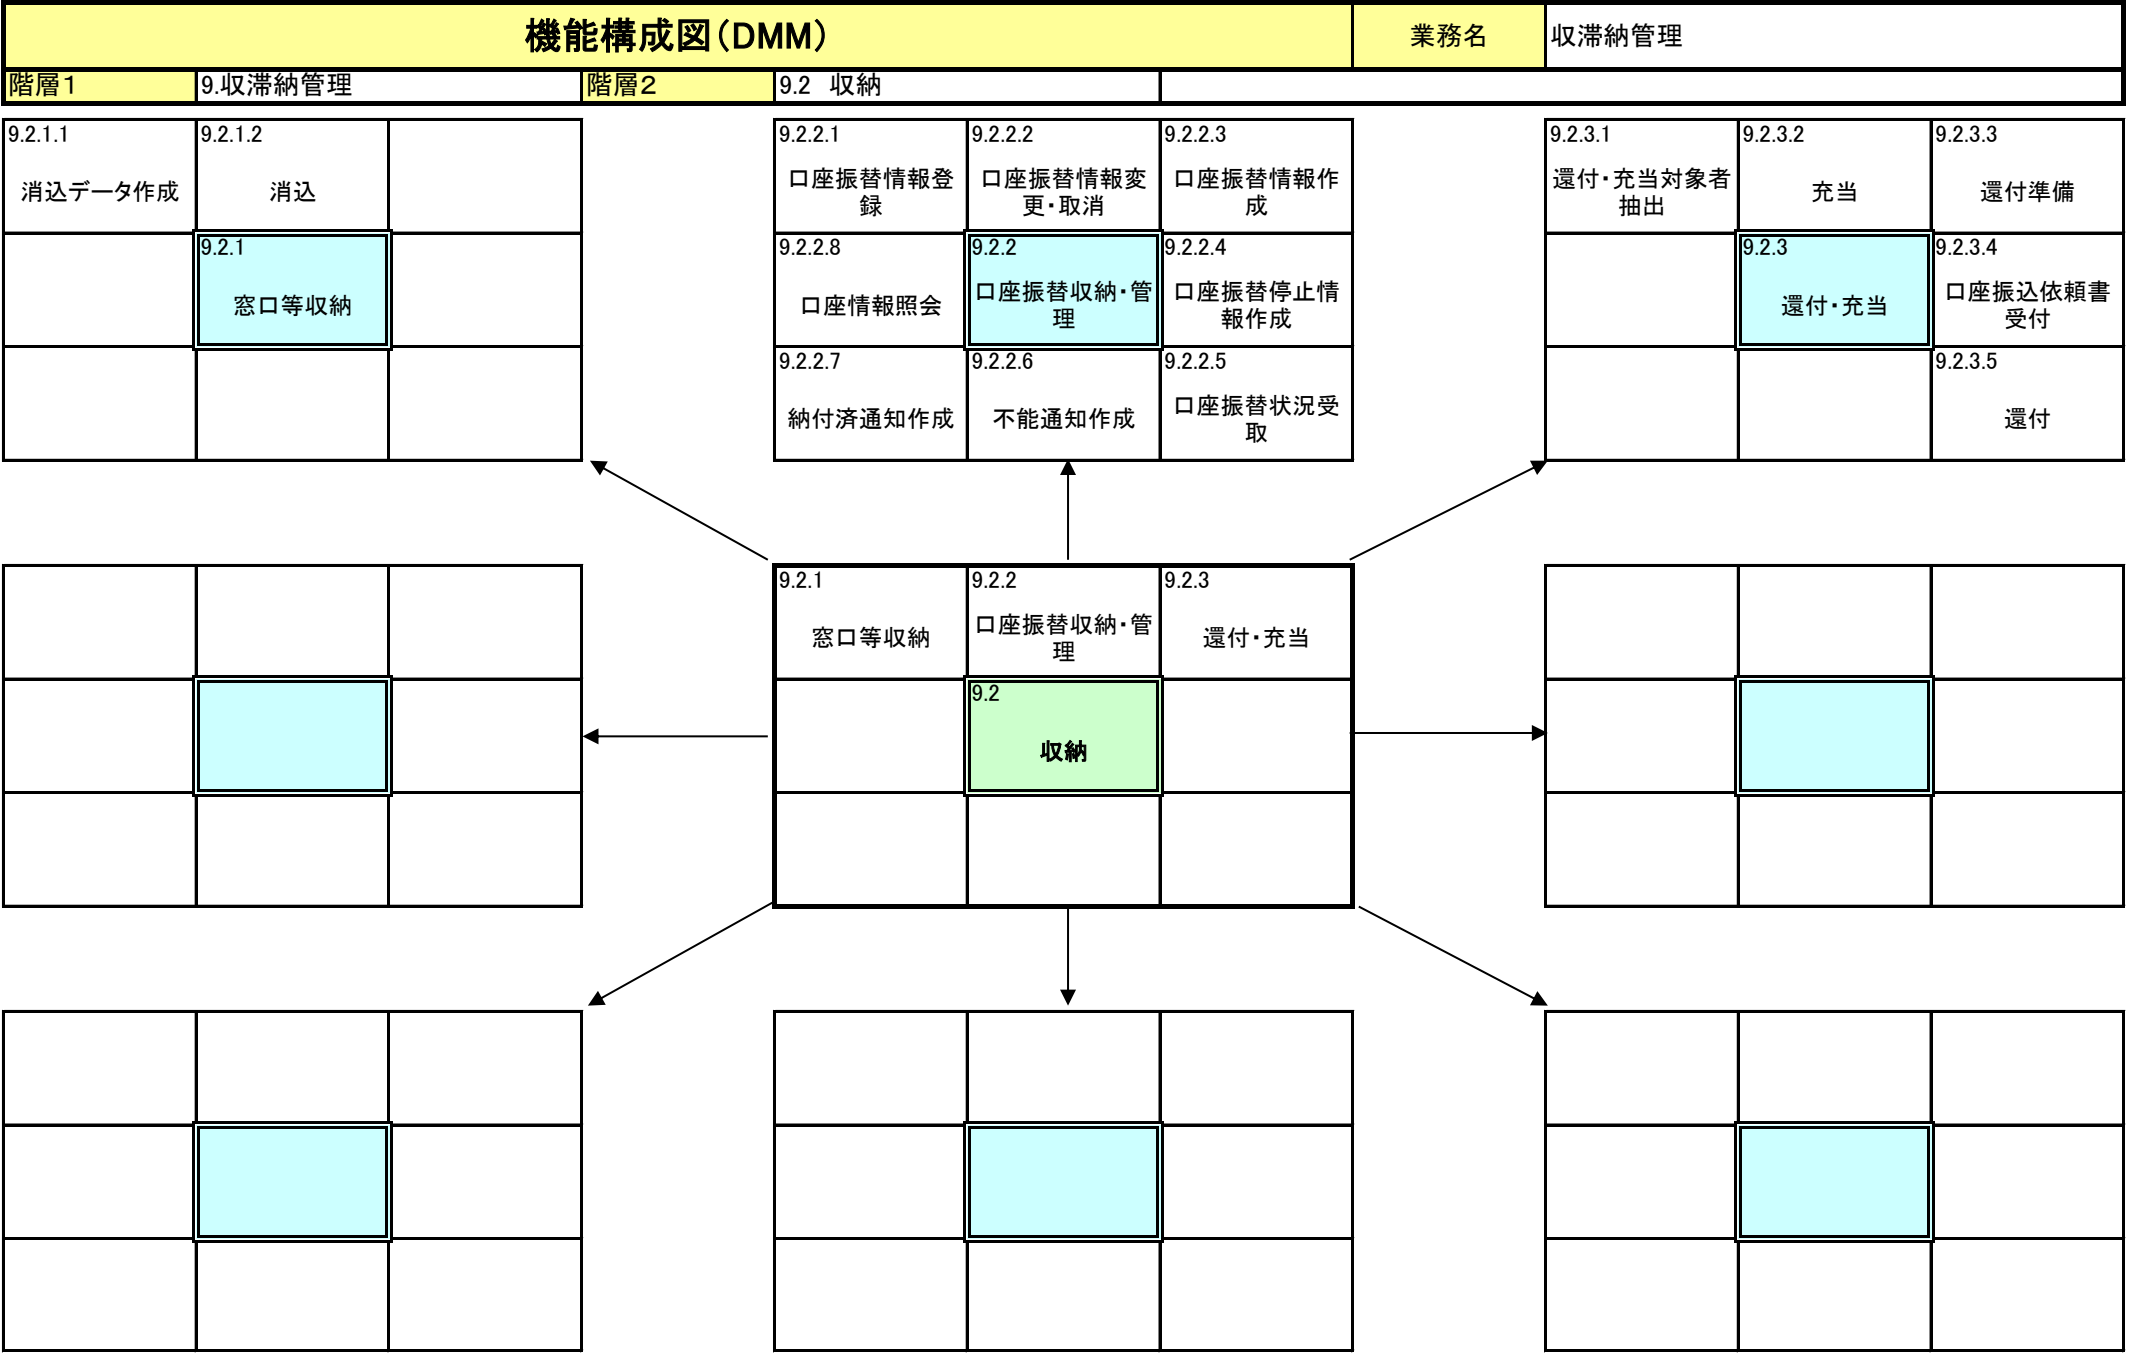 機能構成図（DMM）
業務名
収滞納管理
階層１
9.収滞納管理
階層２
9.2　収納
9.2.1.1
消込データ作成
9.2.1.2
消込
9.2.1
窓口等収納
9.2.2.1
口座振替情報登
録
9.2.2.2
口座振替情報変
更・取消
9.2.2.3
口座振替情報作
成
9.2.2.8
口座情報照会
9.2.2
口座振替収納・管
理
9.2.2.4
口座振替停止情
報作成
9.2.2.7
納付済通知作成
9.2.2.6
不能通知作成
9.2.2.5
口座振替状況受
取
9.2.3.1
還付・充当対象者
抽出
9.2.3.2
充当
9.2.3.3
還付準備
9.2.3
還付・充当
9.2.3.4
口座振込依頼書
受付
9.2.3.5
還付
9.2.1
窓口等収納
9.2.2
口座振替収納・管
理
9.2.3
還付・充当
9.2
収納